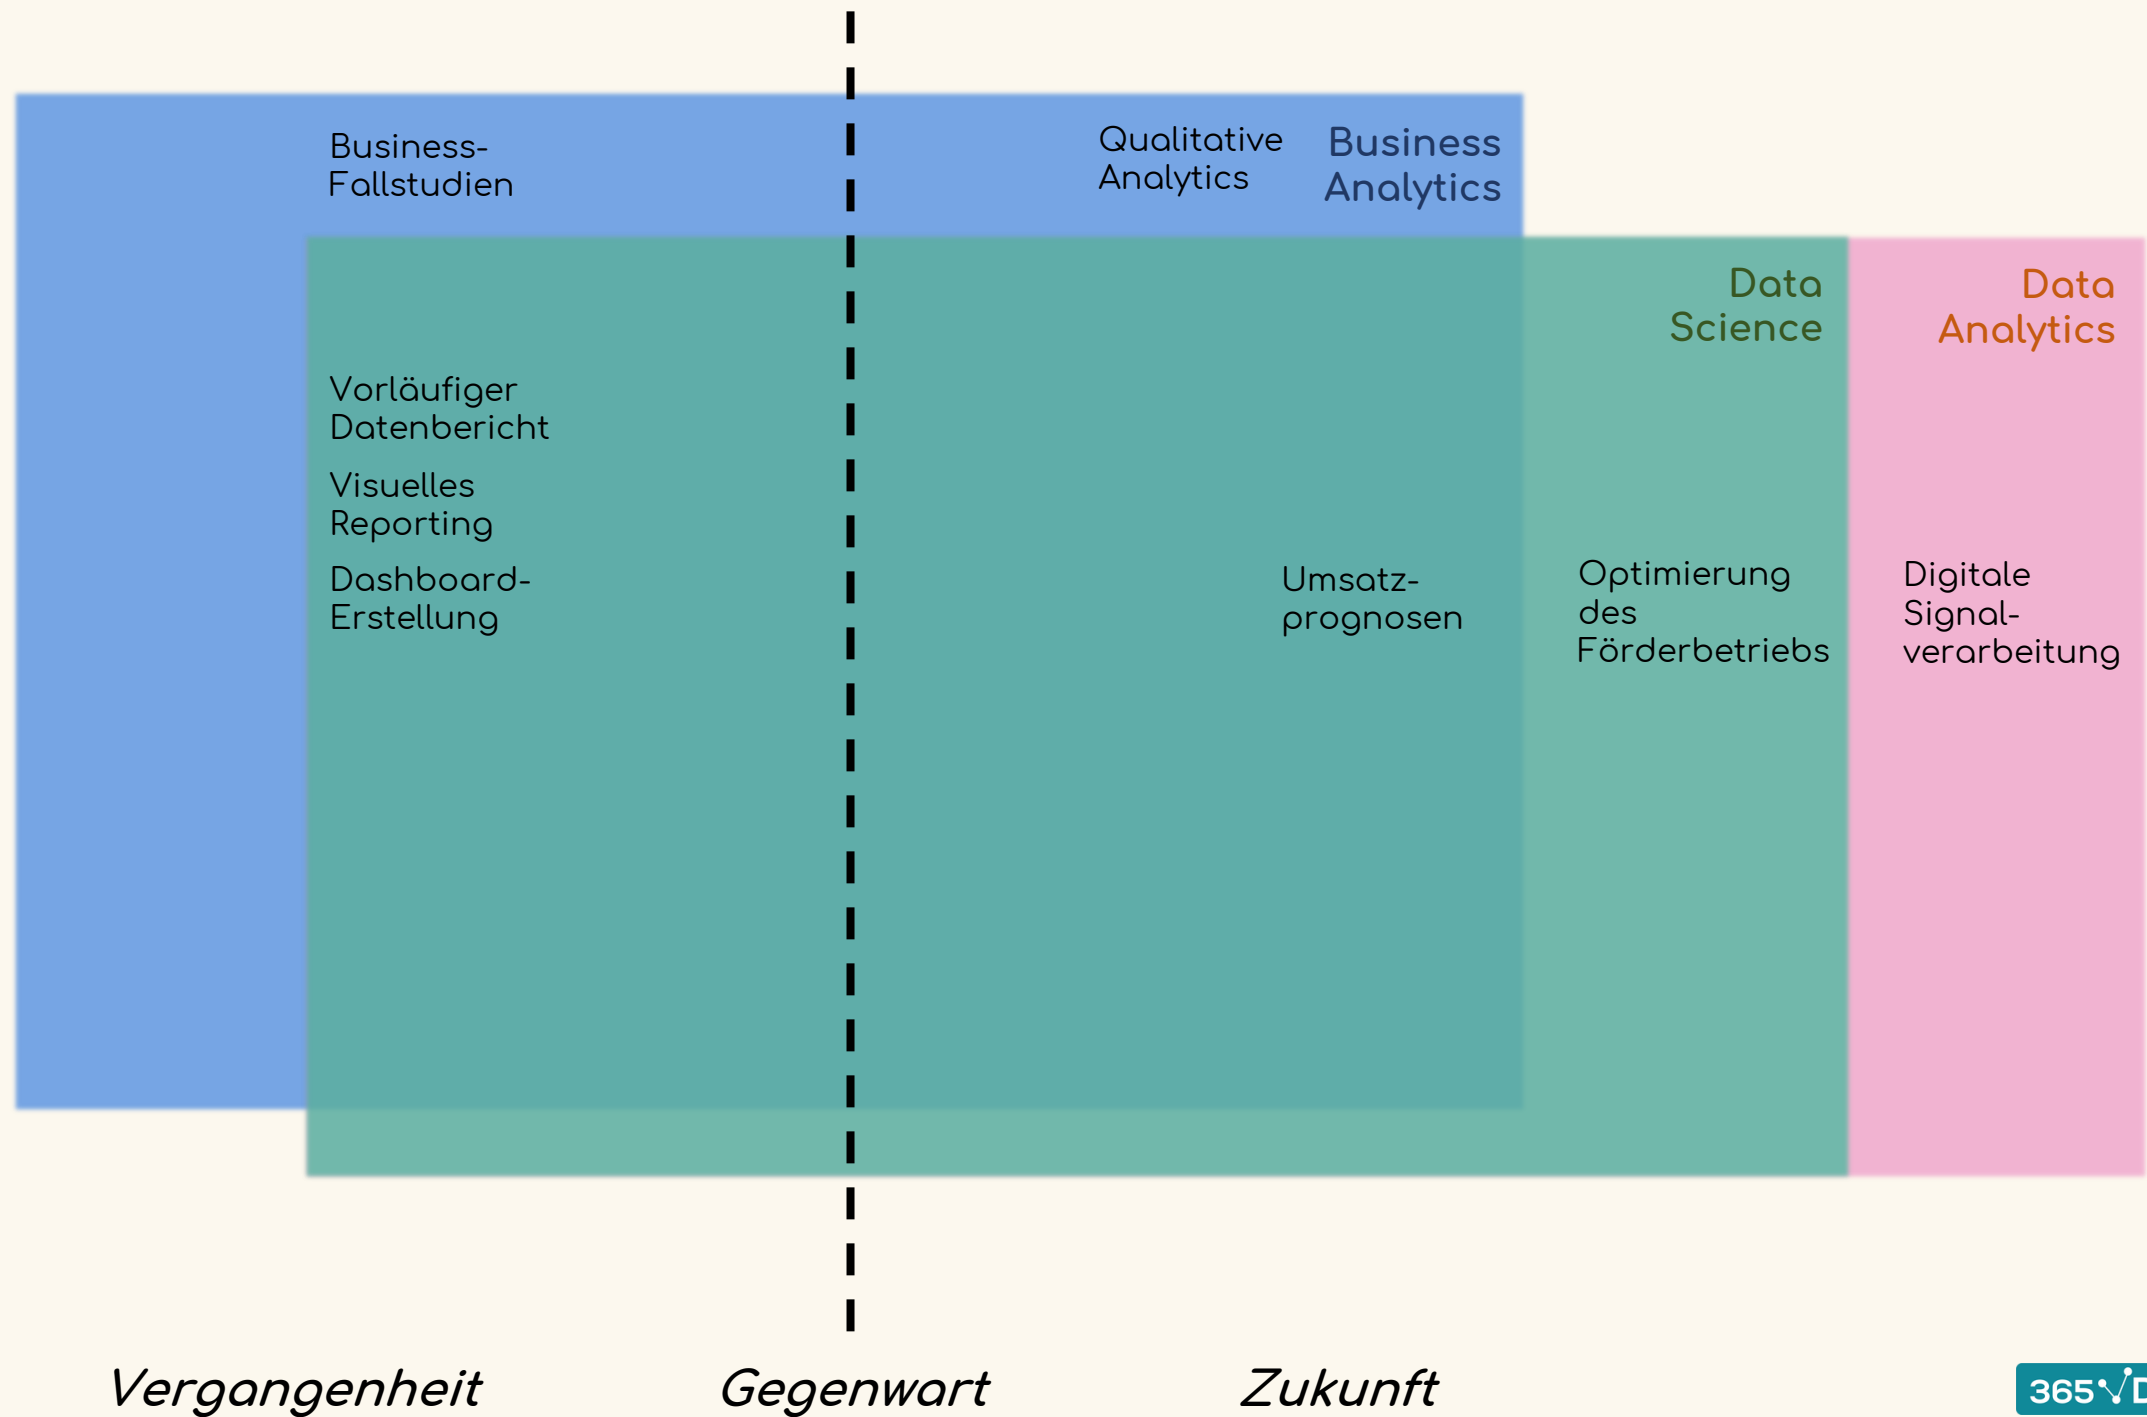 Business-
Fallstudien
Qualitative
Analytics
Business
Analytics
Data
Science
Data
Analytics
Vorläufiger
Datenbericht
Visuelles
Reporting
Dashboard-
Erstellung
Umsatz-
prognosen
Optimierung
des
Förderbetriebs
Digitale
Signal-
verarbeitung
Vergangenheit
Gegenwart
Zukunft
365